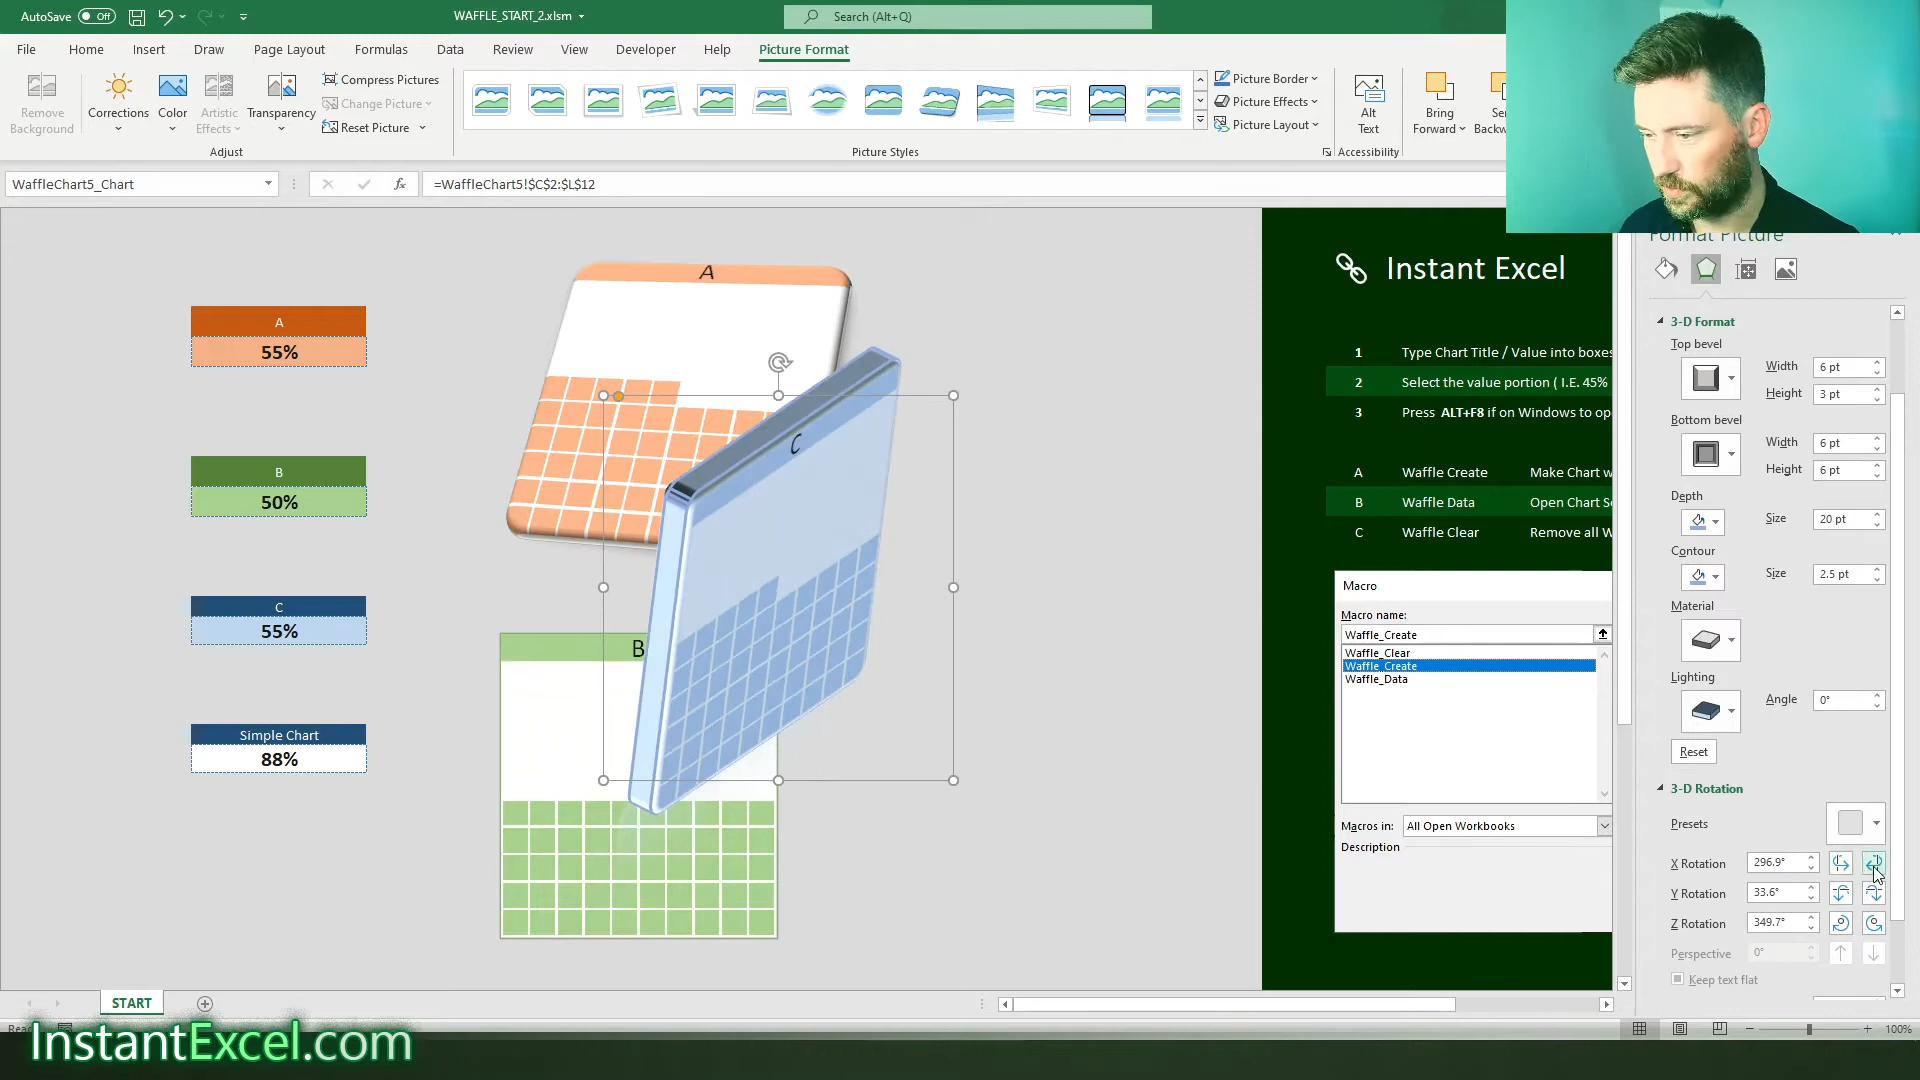 AutoSave Off WAFFLE_START_2.xlsm Search (Alt+Q)
File Home Insert Draw Page Layout Formulas Data Review View Developer Help Picture Format
Remove Background
Corrections
Color
Artistic Effects
Transparency
Compress Pictures
Change Picture
Reset Picture
Adjust
Picture Styles
Picture Border
Picture Effects
Picture Layout
Alt Text
Accessibility
Bring Forward
WaffleChart5_Chart
fx
=WaffleChart5!$C$2:$L$12
A
55%
B
50%
C
55%
Simple Chart
88%
A
C
B
Instant Excel
1 Type Chart Title / Value into boxes
2 Select the value portion ( I.E. 45%
3 Press ALT+F8 if on Windows to
A Waffle Create Make Chart
B Waffle Data Open Chart
C Waffle Clear Remove all
Macro
Macro name:
Waffle_Create
Waffle_Clear
Waffle_Create
Waffle_Data
Macros in: All Open Workbooks
Description
Format Picture
3-D Format
Top bevel
Width 6 pt
Height 3 pt
Bottom bevel
Width 6 pt
Height 6 pt
Depth
Size 20 pt
Contour
Size 2.5 pt
Material
Lighting
Angle 0°
Reset
3-D Rotation
Presets
X Rotation 296.9°
Y Rotation 33.6°
Z Rotation 349.7°
Perspective 0°
Keep text flat
START
100%
InstantExcel.com